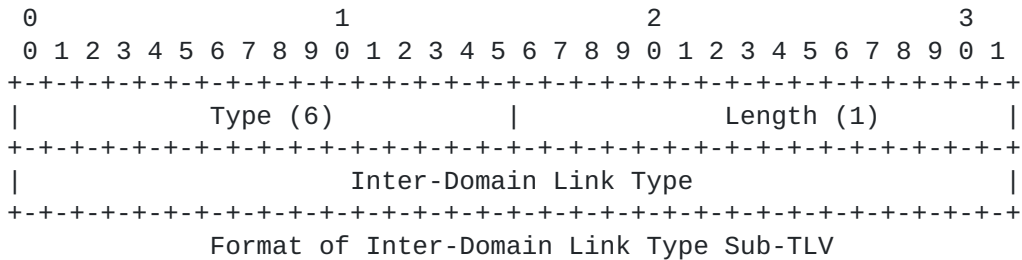 0                   1                   2                   3
 0 1 2 3 4 5 6 7 8 9 0 1 2 3 4 5 6 7 8 9 0 1 2 3 4 5 6 7 8 9 0 1
+-+-+-+-+-+-+-+-+-+-+-+-+-+-+-+-+-+-+-+-+-+-+-+-+-+-+-+-+-+-+-+-+
|            Type (6)           |             Length (1)        |
+-+-+-+-+-+-+-+-+-+-+-+-+-+-+-+-+-+-+-+-+-+-+-+-+-+-+-+-+-+-+-+-+
|                     Inter-Domain Link Type                    |
+-+-+-+-+-+-+-+-+-+-+-+-+-+-+-+-+-+-+-+-+-+-+-+-+-+-+-+-+-+-+-+-+
             Format of Inter-Domain Link Type Sub-TLV